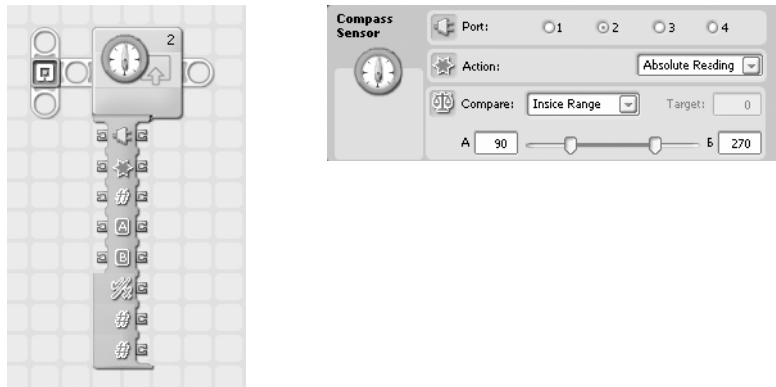 2
A
B
Compass
Sensor
Port: 1 2 3 4
Action: Absolute Reading
Compare: Insice Range Target: 0
A 90 Б 270